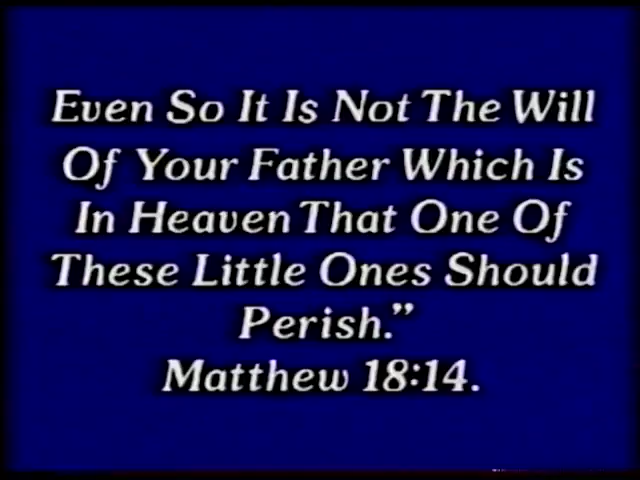 Even So It Is Not The Will
Of Your Father Which Is
In Heaven That One Of
These Little Ones Should
Perish.”
Matthew 18:14.